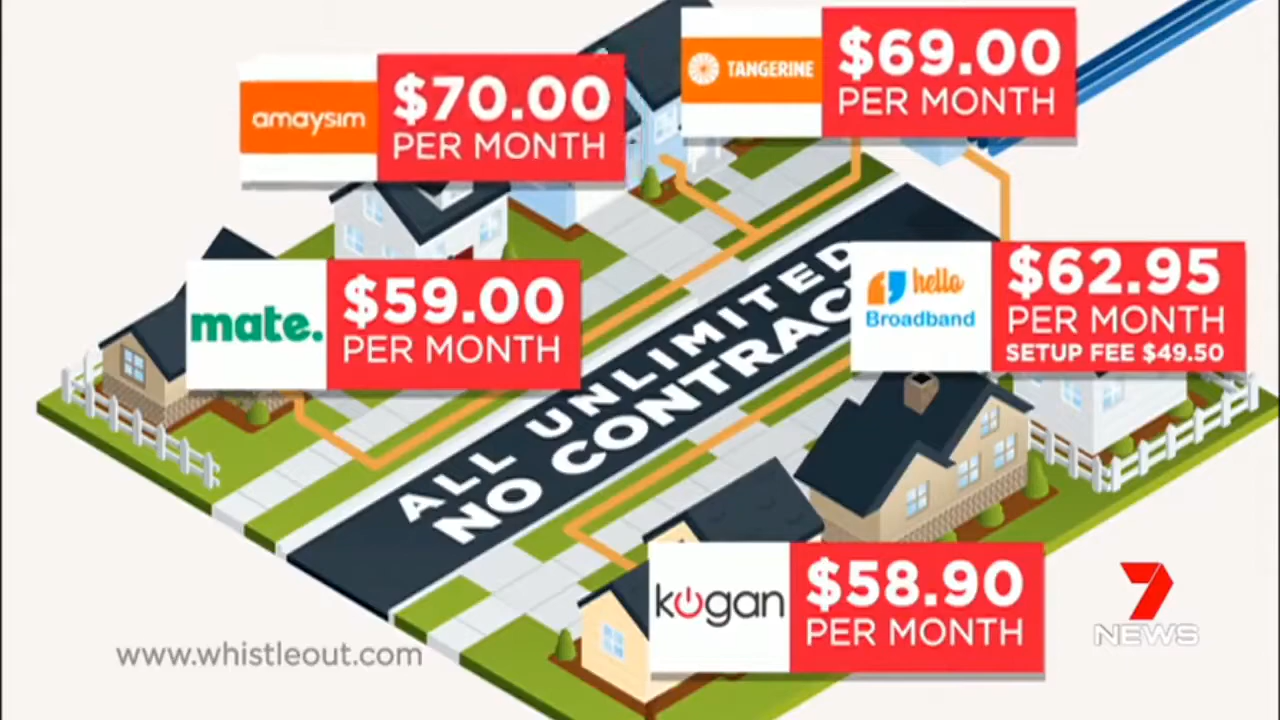 TANGERINE
$69.00
PER MONTH
amaysim
$70.00
PER MONTH
mate.
$59.00
PER MONTH
hello
Broadband
$62.95
PER MONTH
SETUP FEE $49.50
ALL UNLIMITED
NO CONTRAC
kogan
$58.90
PER MONTH
7
NEWS
www.whistleout.com